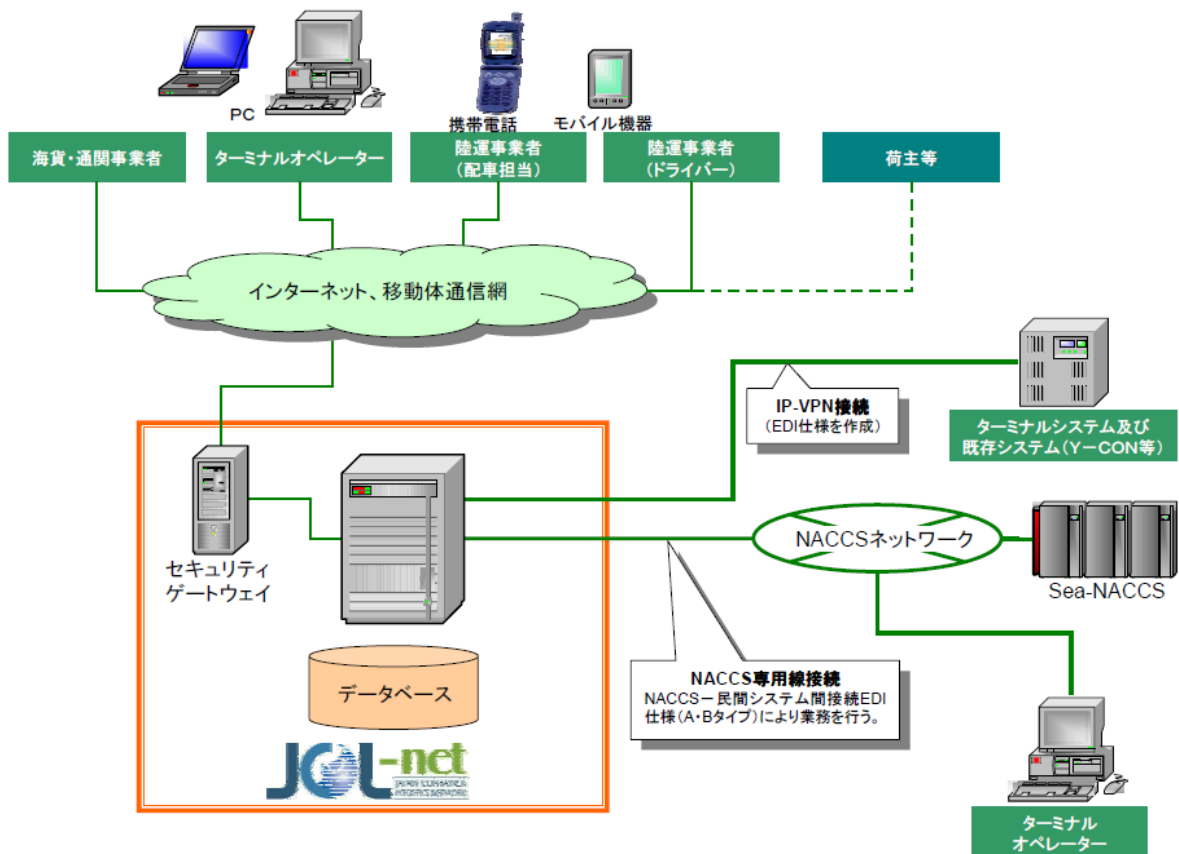 PC
携帯電話
モバイル機器
海貨・通関事業者
ターミナルオペレーター
陸運事業者
(配車担当)
陸運事業者
(ドライバー)
荷主等
インターネット、移動体通信網
IP-VPN接続
(EDI仕様を作成)
ターミナルシステム及び
既存システム(Y－CON等)
セキュリティ
ゲートウェイ
NACCSネットワーク
Sea-NACCS
データベース
NACCS専用線接続
NACCS－民間システム間接続EDI
仕様(A・Bタイプ)により業務を行う。
JCL-net
JAPAN CONTAINER
LOGISTICS NETWORK
ターミナル
オペレーター